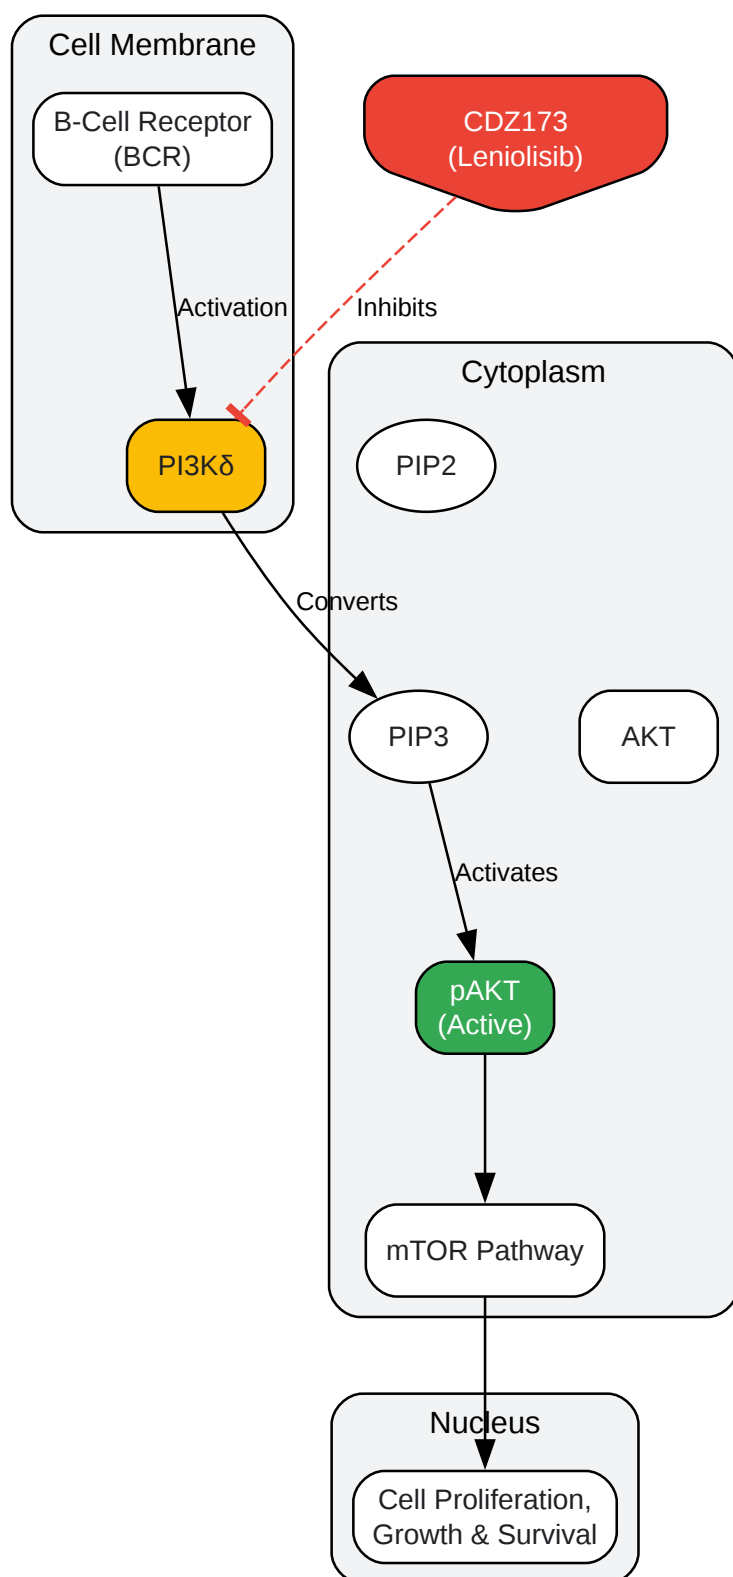 Cell Membrane
B-Cell Receptor
(BCR)
CDZ173
(Leniolisib)
Activation
Inhibits
Cytoplasm
PI3Kδ
PIP2
Converts
PIP3
AKT
Activates
pAKT
(Active)
mTOR Pathway
Nucleus
Cell Proliferation,
Growth & Survival